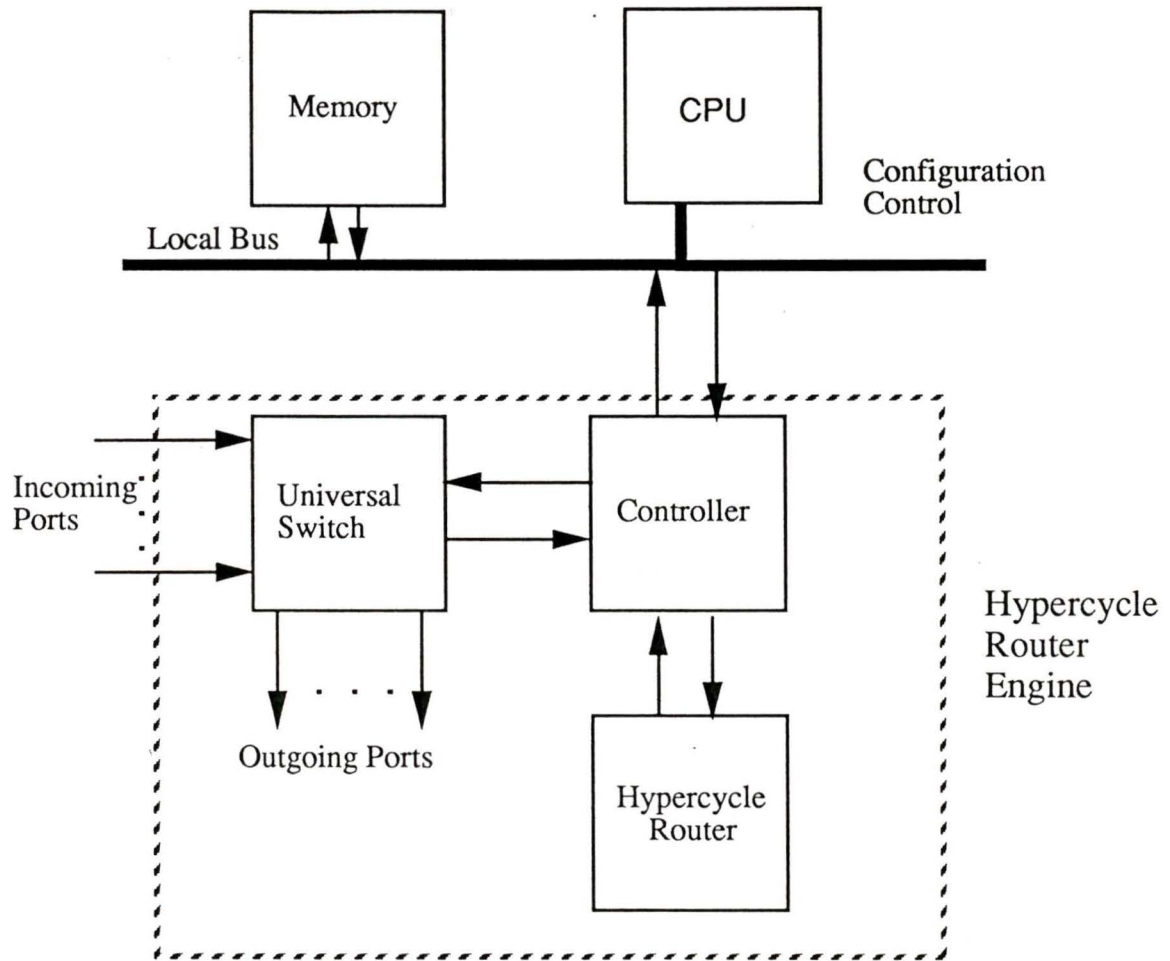 Memory
CPU
Configuration
Control
Local Bus
Incoming
Ports
Universal
Switch
Controller
Hypercycle
Router
Engine
Outgoing Ports
Hypercycle
Router